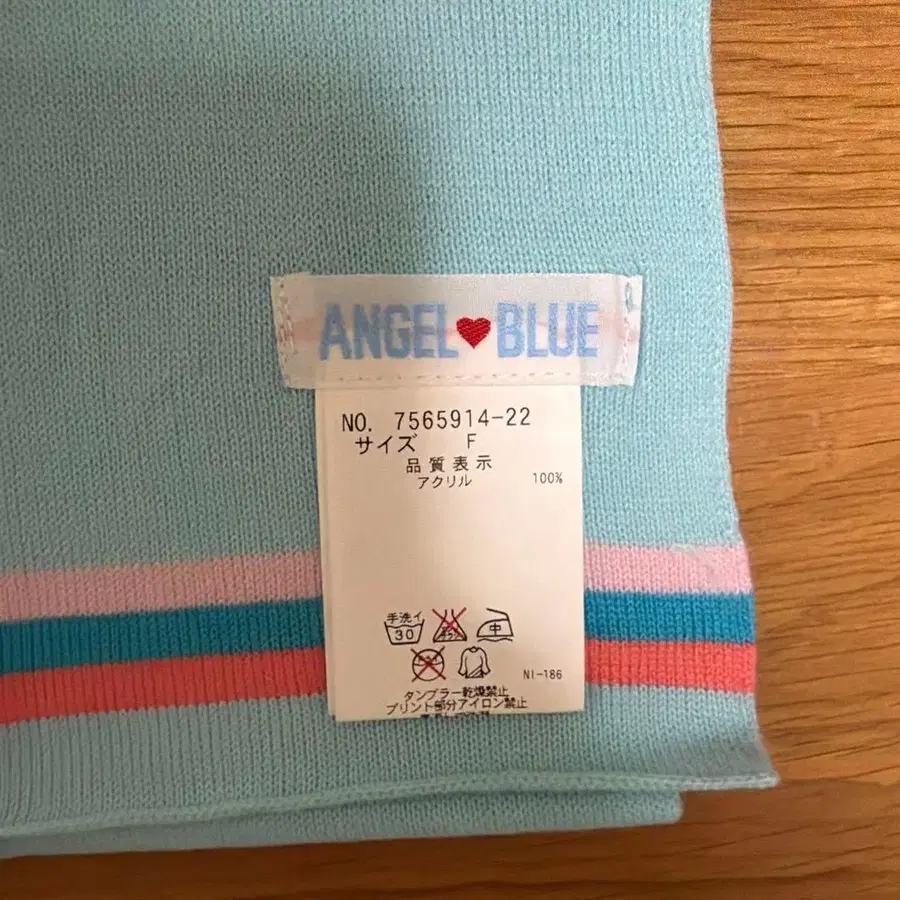 ANGEL♥BLUE
NO. 7565914-22
サイズ F
品質表示
アクリル 100%
手洗イ
30
中
NI-186
タンブラー乾燥禁止
プリント部分アイロン禁止